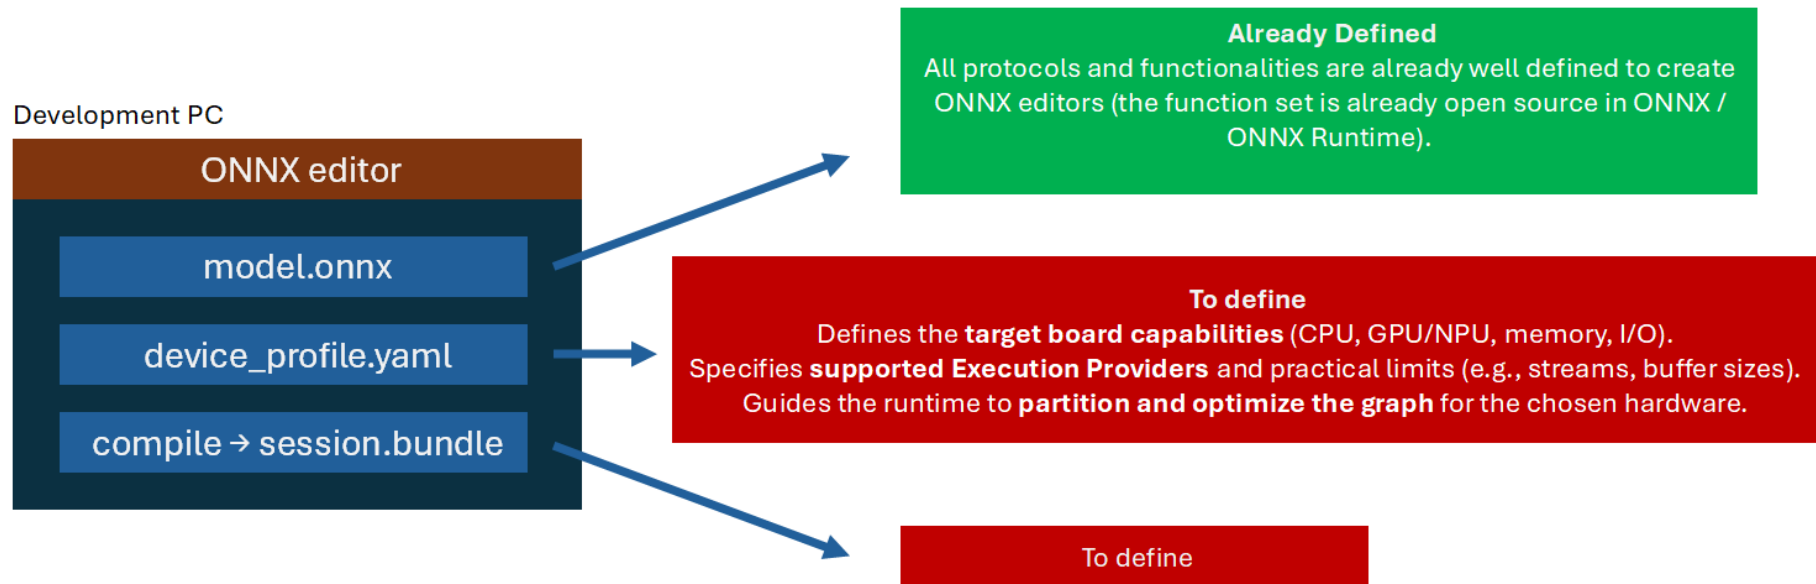 Development PC
ONNX editor
model.onnx
device_profile.yaml
compile → session.bundle
Already Defined
All protocols and functionalities are already well defined to create
ONNX editors (the function set is already open source in ONNX /
ONNX Runtime).
To define
Defines the target board capabilities (CPU, GPU/NPU, memory, I/O).
Specifies supported Execution Providers and practical limits (e.g., streams, buffer sizes).
Guides the runtime to partition and optimize the graph for the chosen hardware.
To define